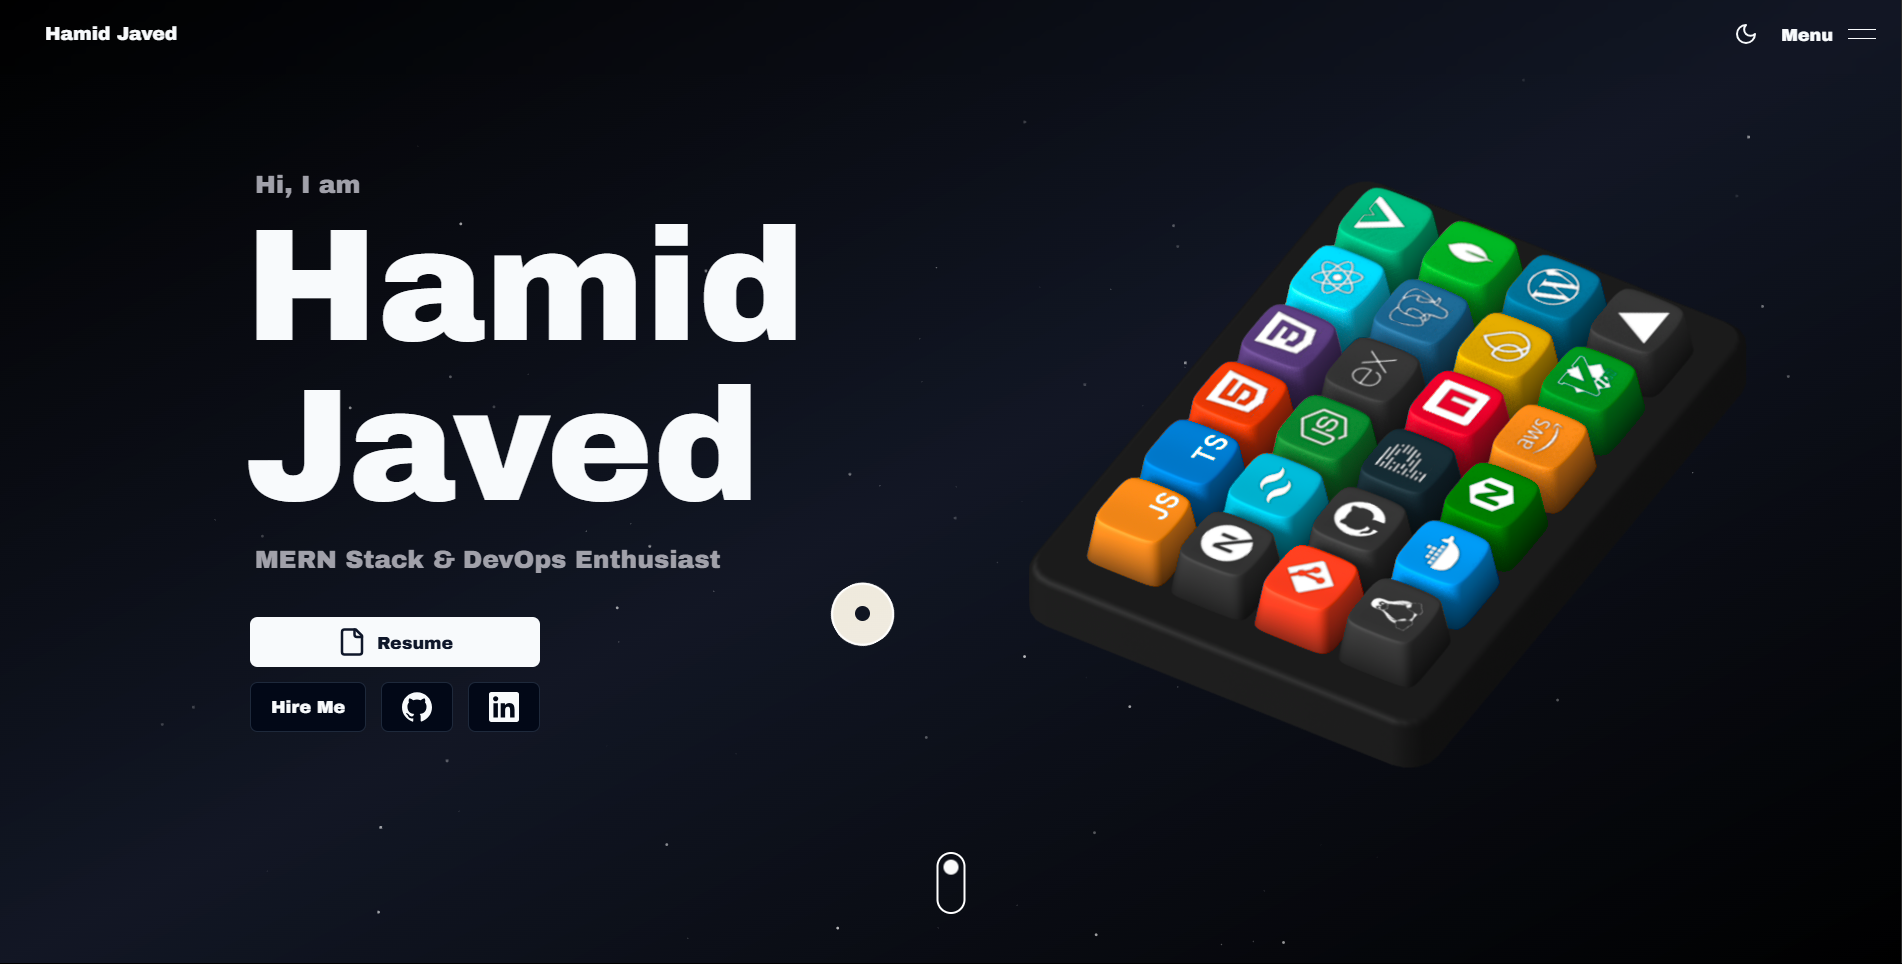 Hamid Javed
Menu
Hi, I am
Hamid
Javed
MERN Stack & DevOps Enthusiast
Resume
Hire Me
in
ex
JS
aws
TS
JS